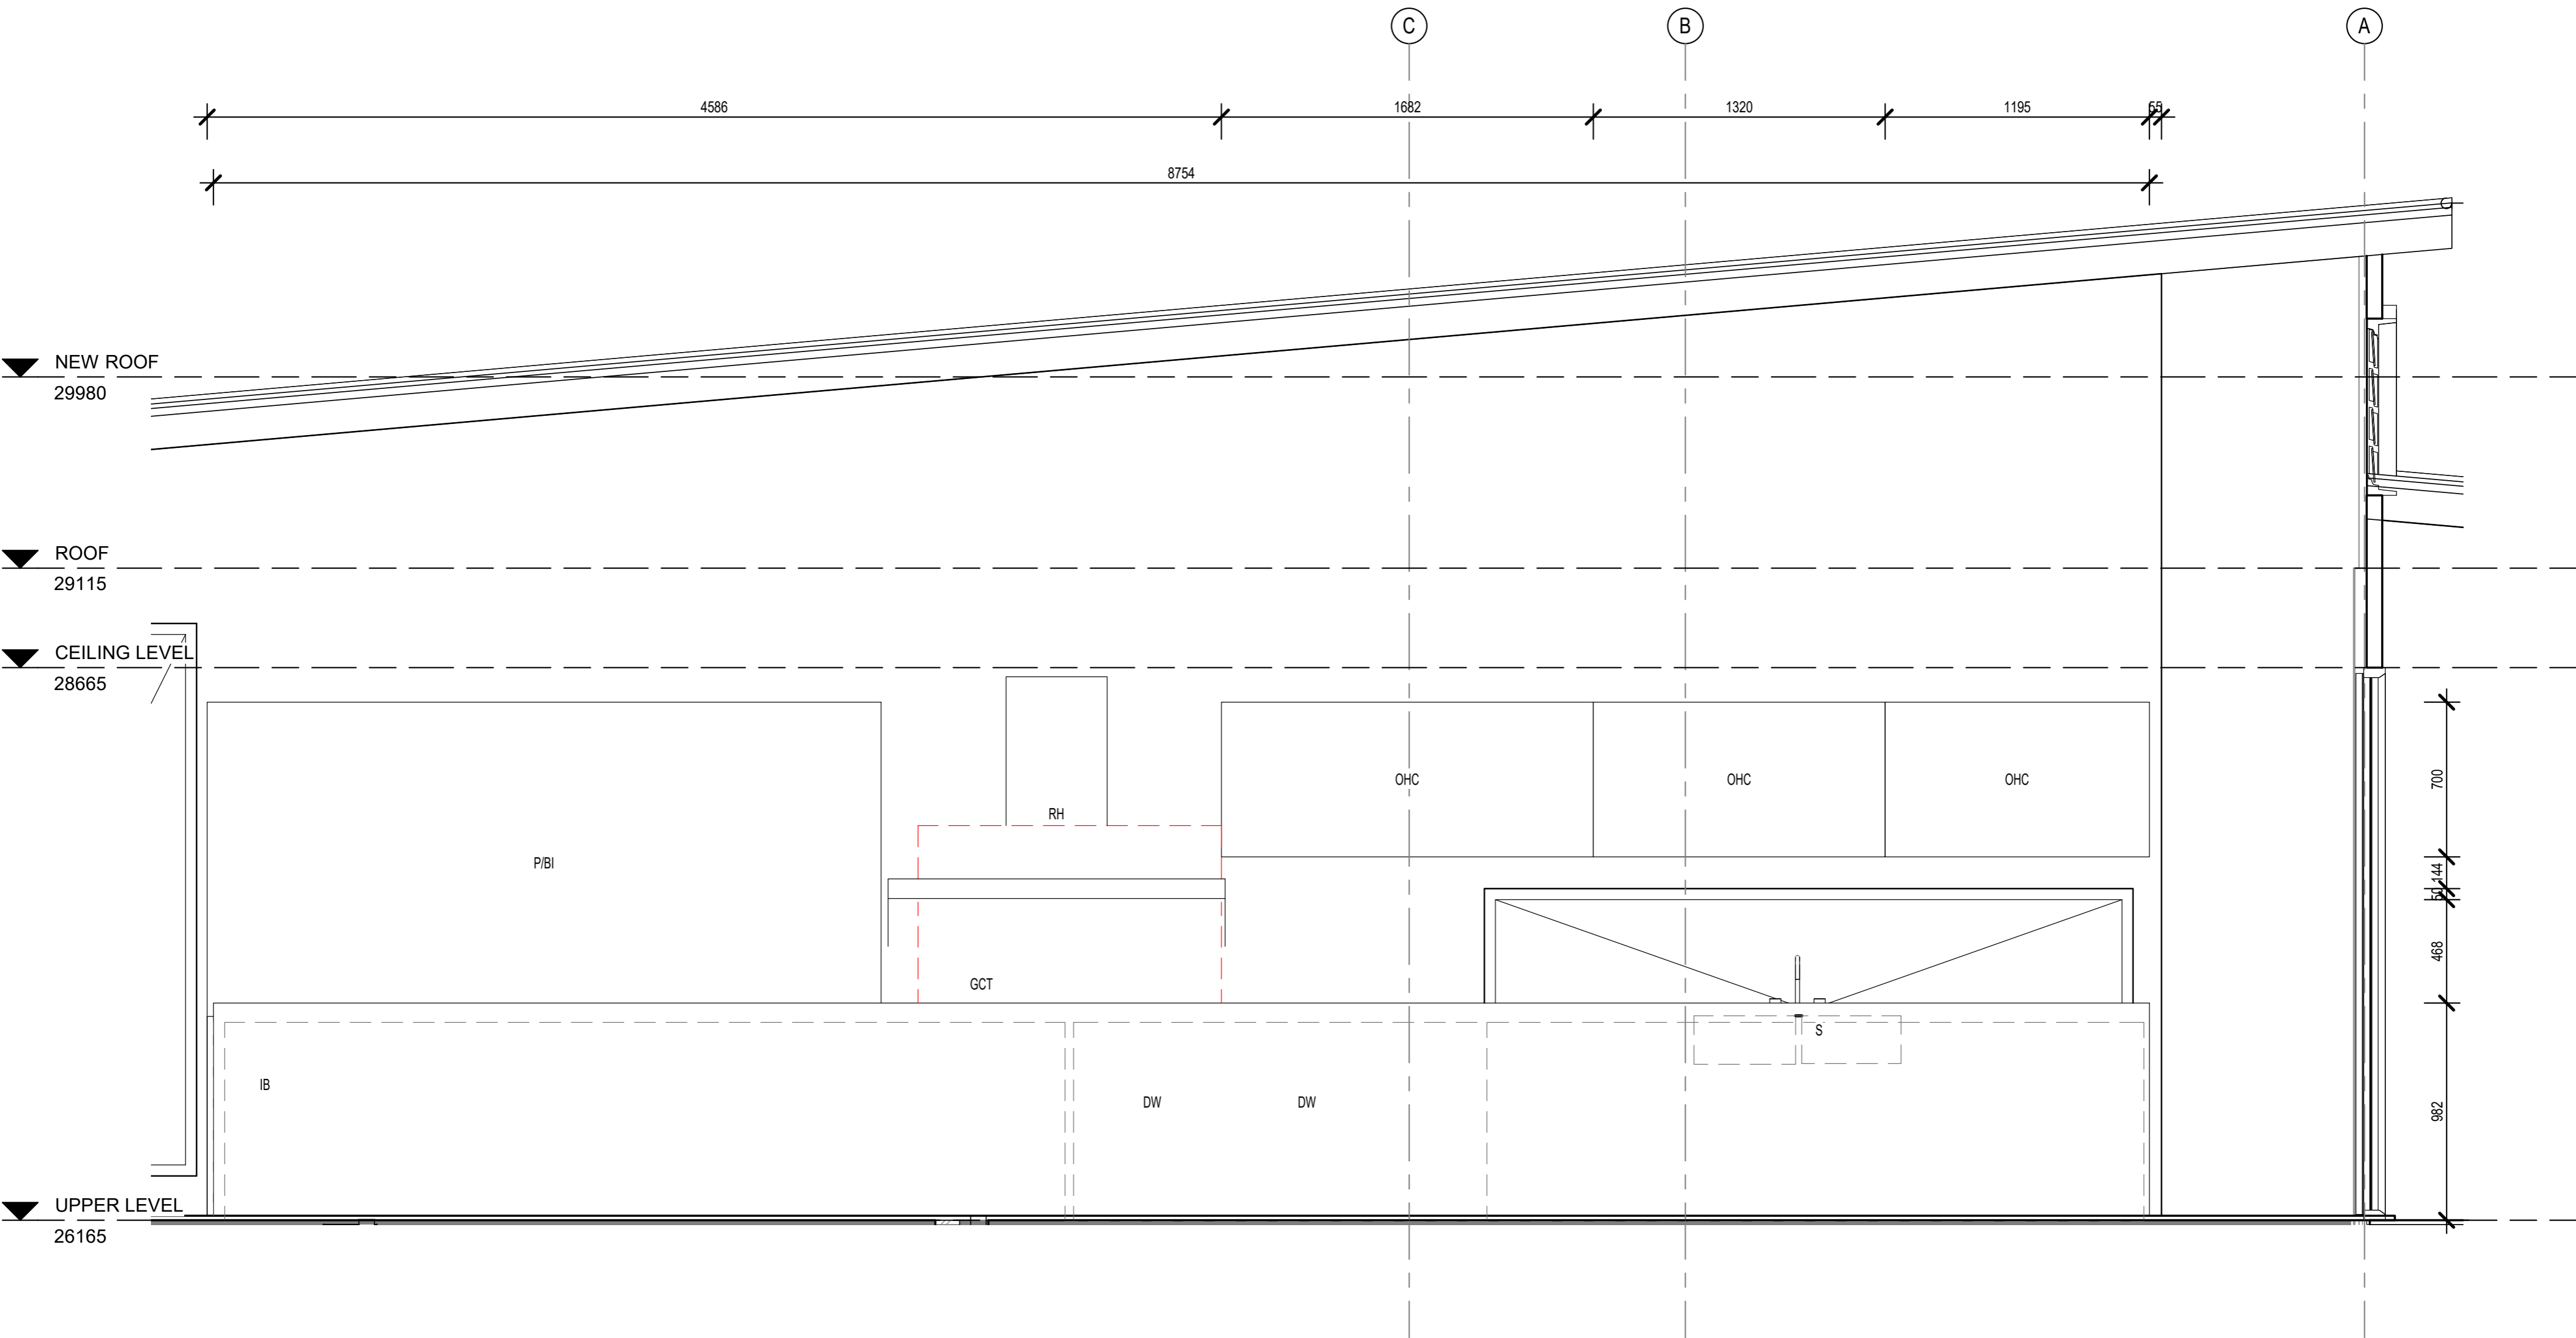 C
B
A
4586
1682
1320
1195
55
8754
NEW ROOF
29980
ROOF
29115
CEILING LEVEL
28665
700
OHC
OHC
OHC
RH
P/BI
144
50
468
GCT
S
IB
DW
DW
982
UPPER LEVEL
26165